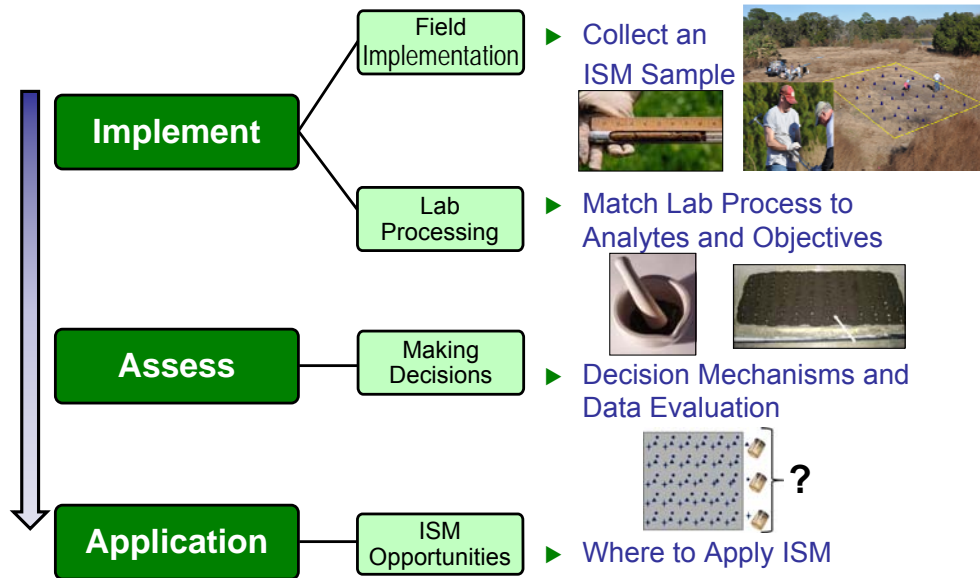 Implement
Field
Implementation
Collect an
ISM Sample
Lab
Processing
Match Lab Process to
Analytes and Objectives
Assess
Making
Decisions
Decision Mechanisms and
Data Evaluation
?
Application
ISM
Opportunities
Where to Apply ISM